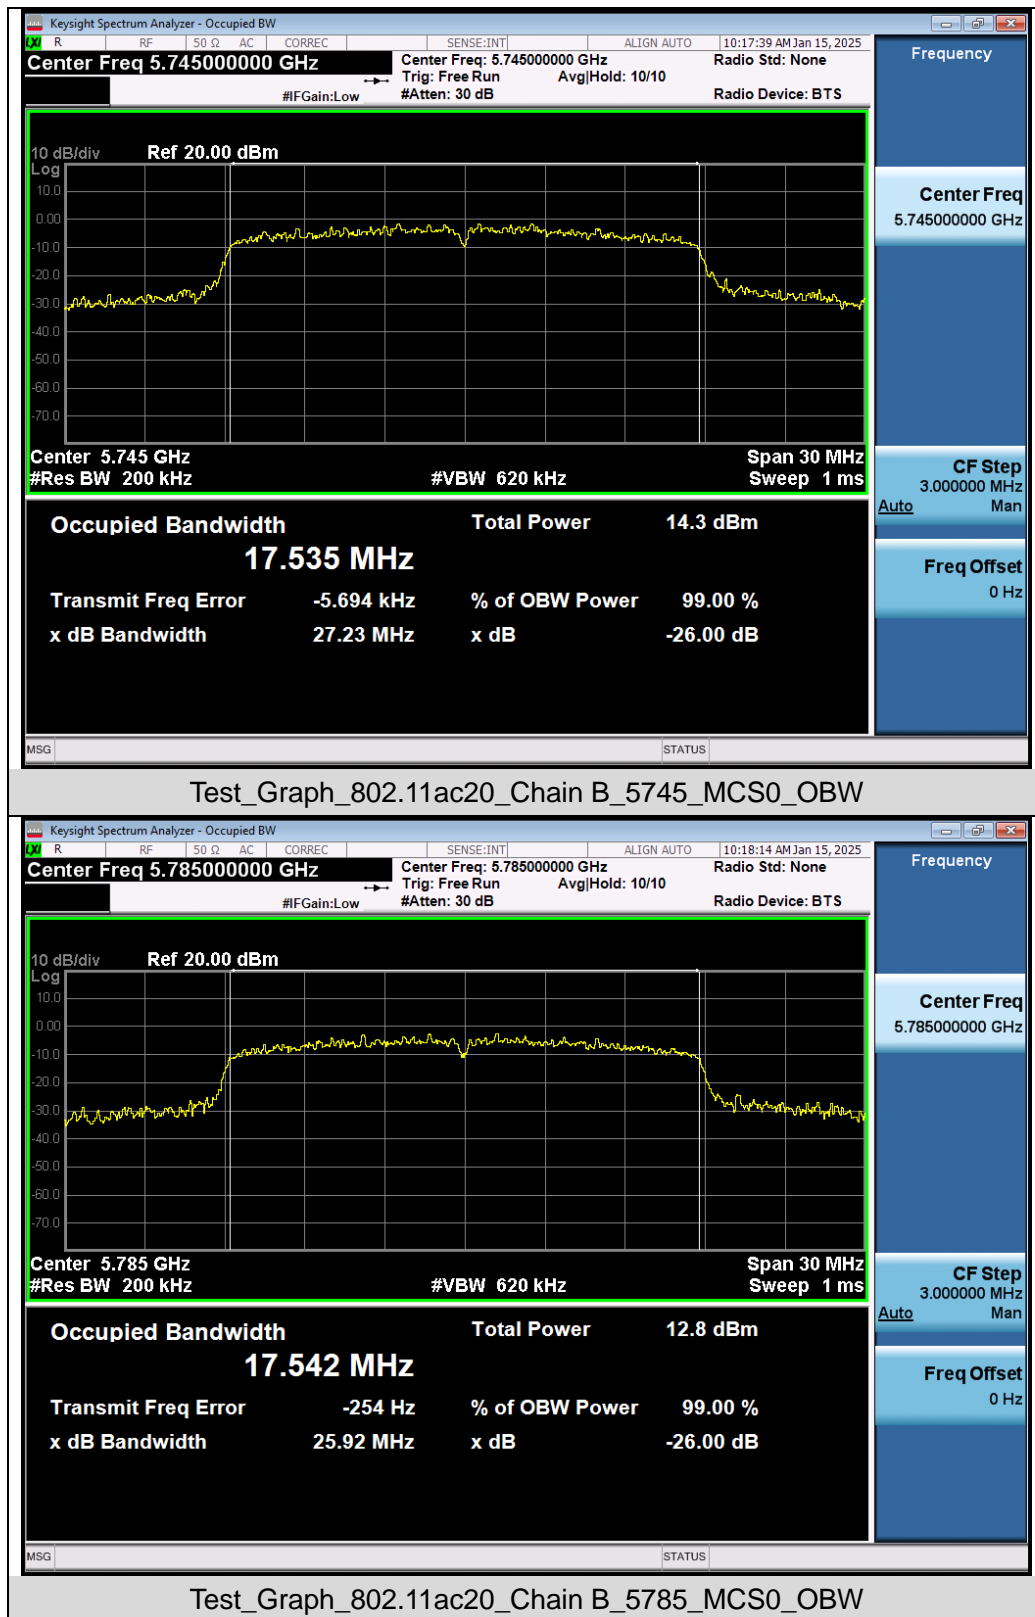 Keysight Spectrum Analyzer - Occupied BW
LXI R RF 50 Ω AC CORREC SENSE:INT ALIGN AUTO 10:17:39 AM Jan 15, 2025
Center Freq 5.745000000 GHz
Center Freq: 5.745000000 GHz Radio Std: None
Trig: Free Run Avg|Hold: 10/10
#IFGain:Low #Atten: 30 dB Radio Device: BTS
Frequency
10 dB/div Ref 20.00 dBm
Log
10.0
0.00
-10.0
-20.0
-30.0
-40.0
-50.0
-60.0
-70.0
Center 5.745 GHz Span 30 MHz
#Res BW 200 kHz #VBW 620 kHz Sweep 1 ms
Center Freq
5.745000000 GHz
CF Step
3.000000 MHz
Auto Man
Freq Offset
0 Hz
Occupied Bandwidth Total Power 14.3 dBm
17.535 MHz
Transmit Freq Error -5.694 kHz % of OBW Power 99.00 %
x dB Bandwidth 27.23 MHz x dB -26.00 dB
MSG STATUS
Test_Graph_802.11ac20_Chain B_5745_MCS0_OBW
Keysight Spectrum Analyzer - Occupied BW
LXI R RF 50 Ω AC CORREC SENSE:INT ALIGN AUTO 10:18:14 AM Jan 15, 2025
Center Freq 5.785000000 GHz
Center Freq: 5.785000000 GHz Radio Std: None
Trig: Free Run Avg|Hold: 10/10
#IFGain:Low #Atten: 30 dB Radio Device: BTS
Frequency
10 dB/div Ref 20.00 dBm
Log
10.0
0.00
-10.0
-20.0
-30.0
-40.0
-50.0
-60.0
-70.0
Center 5.785 GHz Span 30 MHz
#Res BW 200 kHz #VBW 620 kHz Sweep 1 ms
Center Freq
5.785000000 GHz
CF Step
3.000000 MHz
Auto Man
Freq Offset
0 Hz
Occupied Bandwidth Total Power 12.8 dBm
17.542 MHz
Transmit Freq Error -254 Hz % of OBW Power 99.00 %
x dB Bandwidth 25.92 MHz x dB -26.00 dB
MSG STATUS
Test_Graph_802.11ac20_Chain B_5785_MCS0_OBW